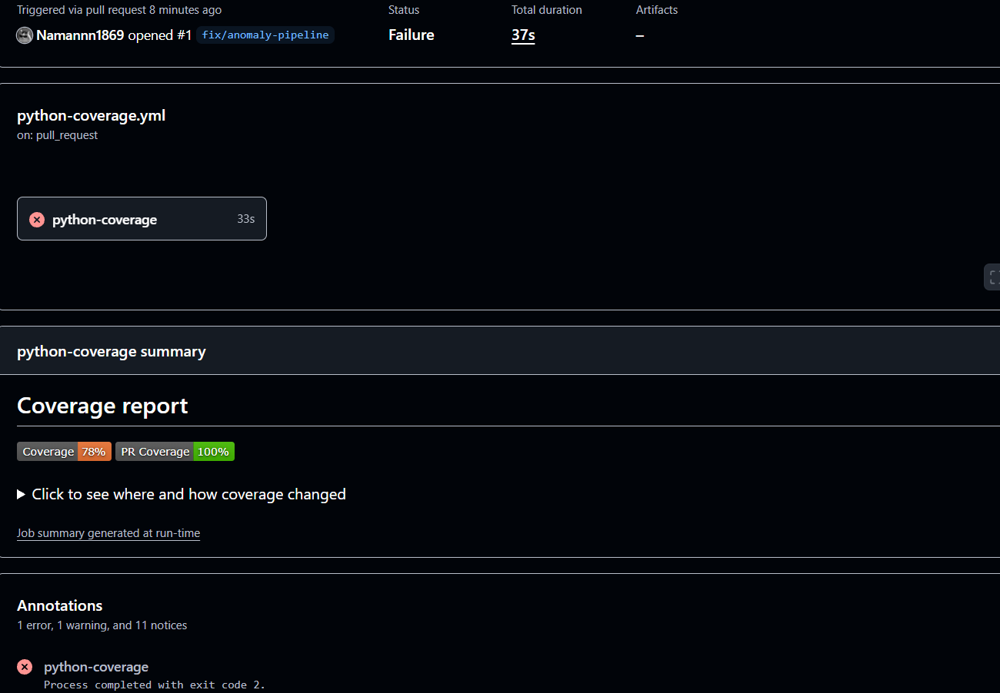 Triggered via pull request 8 minutes ago
Status
Total duration
Artifacts
Namannn1869 opened #1 fix/anomaly-pipeline
Failure
37s
–
python-coverage.yml
on: pull_request
python-coverage 33s
python-coverage summary
Coverage report
Coverage 78% PR Coverage 100%
Click to see where and how coverage changed
Job summary generated at run-time
Annotations
1 error, 1 warning, and 11 notices
python-coverage
Process completed with exit code 2.